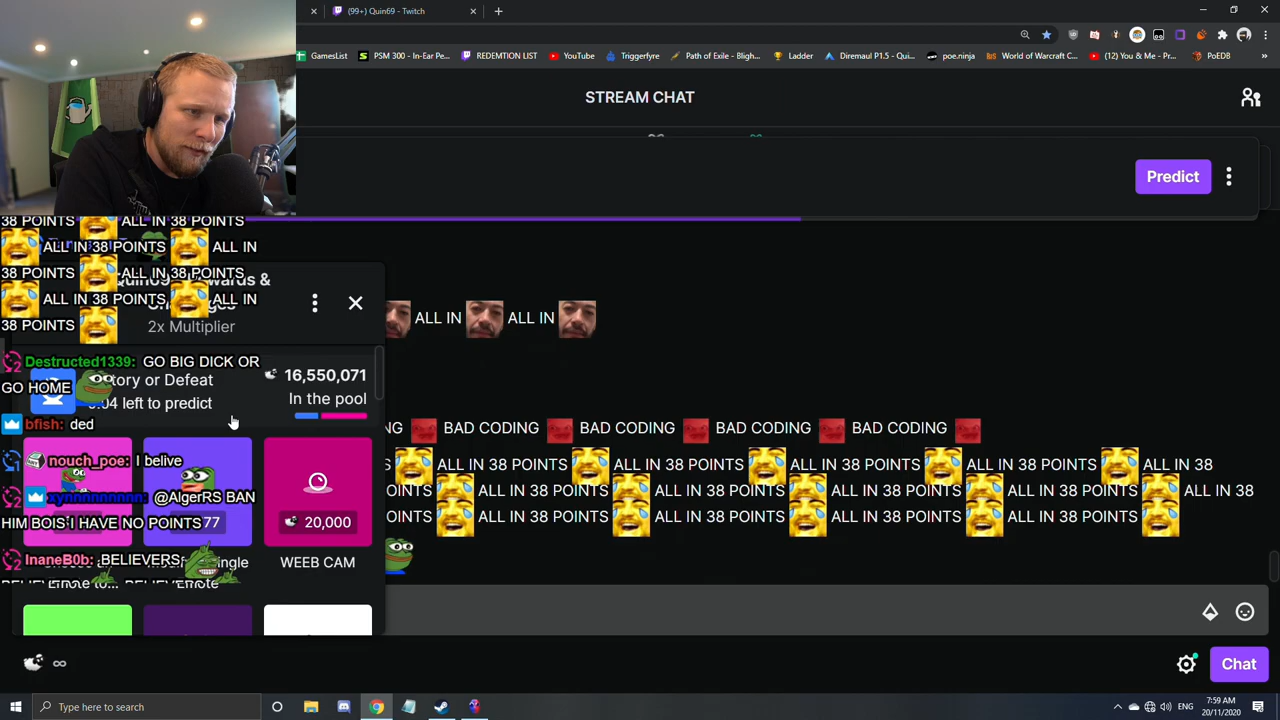 (99+) Quin69 - Twitch
GamesList PSM 300 - In-Ear Pe... REDEMTION LIST YouTube Triggerfyre Path of Exile - Bligh... Ladder Diremaul P1.5 - Qui... poe.ninja World of Warcraft C... (12) You & Me - Pr... PoEDB
STREAM CHAT
Predict
38 POINTS ALL IN 38 POINTS
ALL IN 38 POINTS ALL IN
38 POINTS ALL IN 38 POINTS
ALL IN 38 POINTS ALL IN
38 POINTS
2x Multiplier
Destructed1339: GO BIG DICK OR
GO HOME
or Defeat
left to predict
16,550,071
In the pool
bfish: ded
nouch_poe: I belive
xynnnnnnnnn: @AlgerRS BAN
HIM BOIS I HAVE NO POINTS
77
20,000
InaneB0b: BELIEVERS
WEEB CAM
ALL IN ALL IN
NG BAD CODING BAD CODING BAD CODING BAD CODING
ALL IN 38 POINTS ALL IN 38 POINTS ALL IN 38 POINTS ALL IN 38 POINTS ALL IN 38
POINTS ALL IN 38 POINTS ALL IN 38 POINTS ALL IN 38 POINTS ALL IN 38 POINTS ALL IN 38
POINTS ALL IN 38 POINTS ALL IN 38 POINTS ALL IN 38 POINTS ALL IN 38 POINTS
∞
Chat
Type here to search
ENG
7:59 AM
20/11/2020